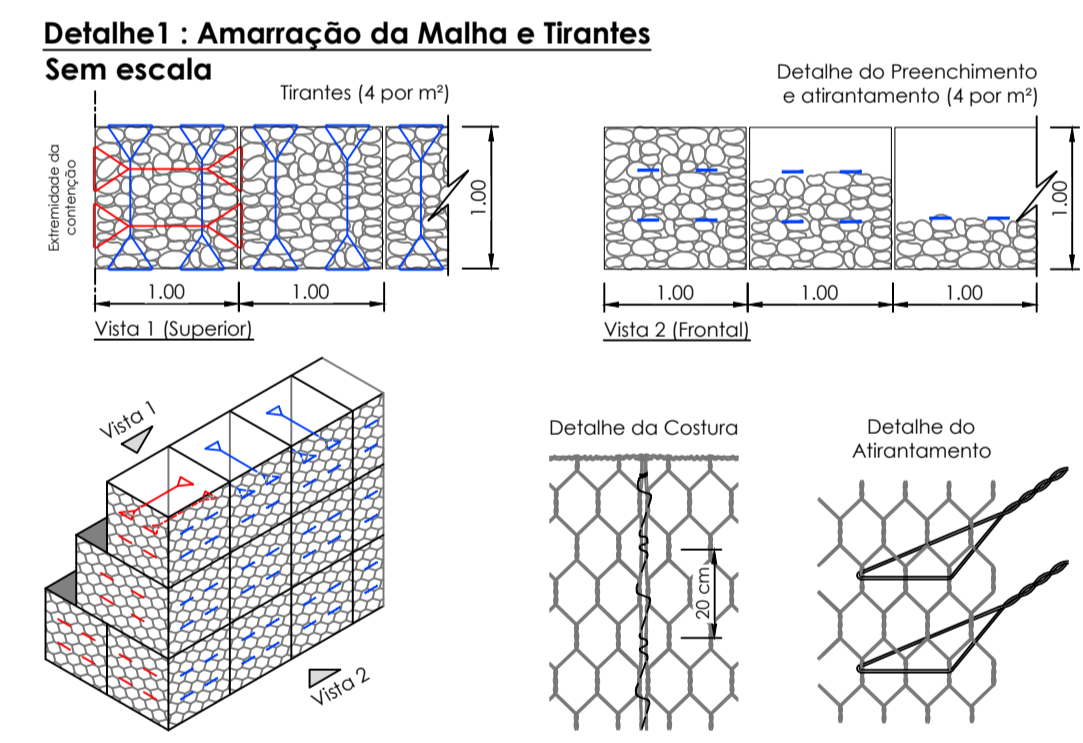 Detalhe1 : Amarração da Malha e Tirantes
Sem escala
Tirantes (4 por m²)
Extremidade da
contenção
1.00
1.00
1.00
Vista 1 (Superior)
Detalhe do Preenchimento
e atirantamento (4 por m²)
1.00
1.00
1.00
1.00
Vista 2 (Frontal)
Vista 1
Vista 2
Detalhe da Costura
20 cm
Detalhe do
Atirantamento